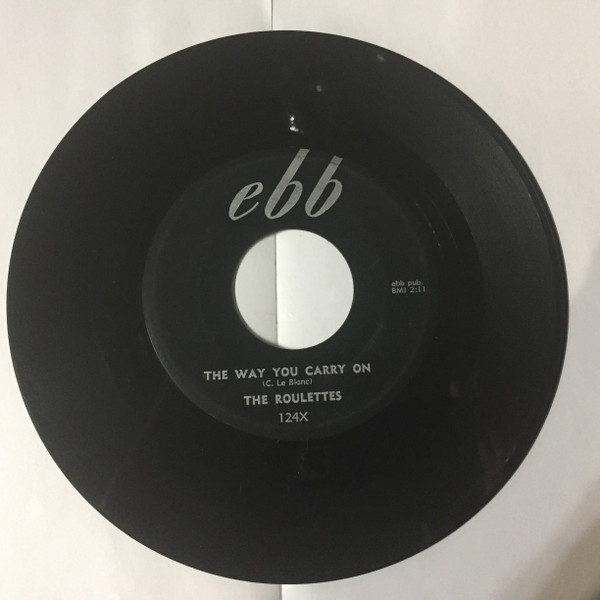 ebb
ebb pub.
BMI 2:11
THE WAY YOU CARRY ON
(C. Le Blanc)
THE ROULETTES
124X